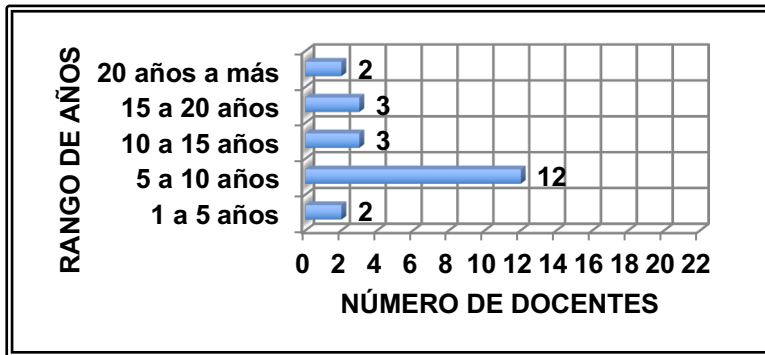 RANGO DE AÑOS
20 años a más 2
15 a 20 años 3
10 a 15 años 3
5 a 10 años 12
1 a 5 años 2
0 2 4 6 8 10 12 14 16 18 20 22
NÚMERO DE DOCENTES